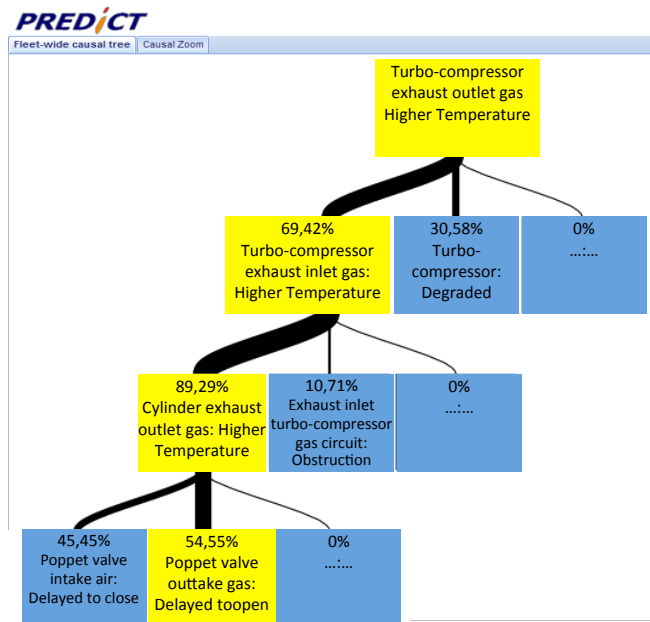 PREDiCT
Fleet-wide causal tree
Causal Zoom
Turbo-compressor
exhaust outlet gas
Higher Temperature
69,42%
Turbo-compressor
exhaust inlet gas:
Higher Temperature
30,58%
Turbo-
compressor:
Degraded
0%
...:...
89,29%
Cylinder exhaust
outlet gas: Higher
Temperature
10,71%
Exhaust inlet
turbo-compressor
gas circuit:
Obstruction
0%
...:...
45,45%
Poppet valve
intake air:
Delayed to close
54,55%
Poppet valve
outtake gas:
Delayed toopen
0%
...:...